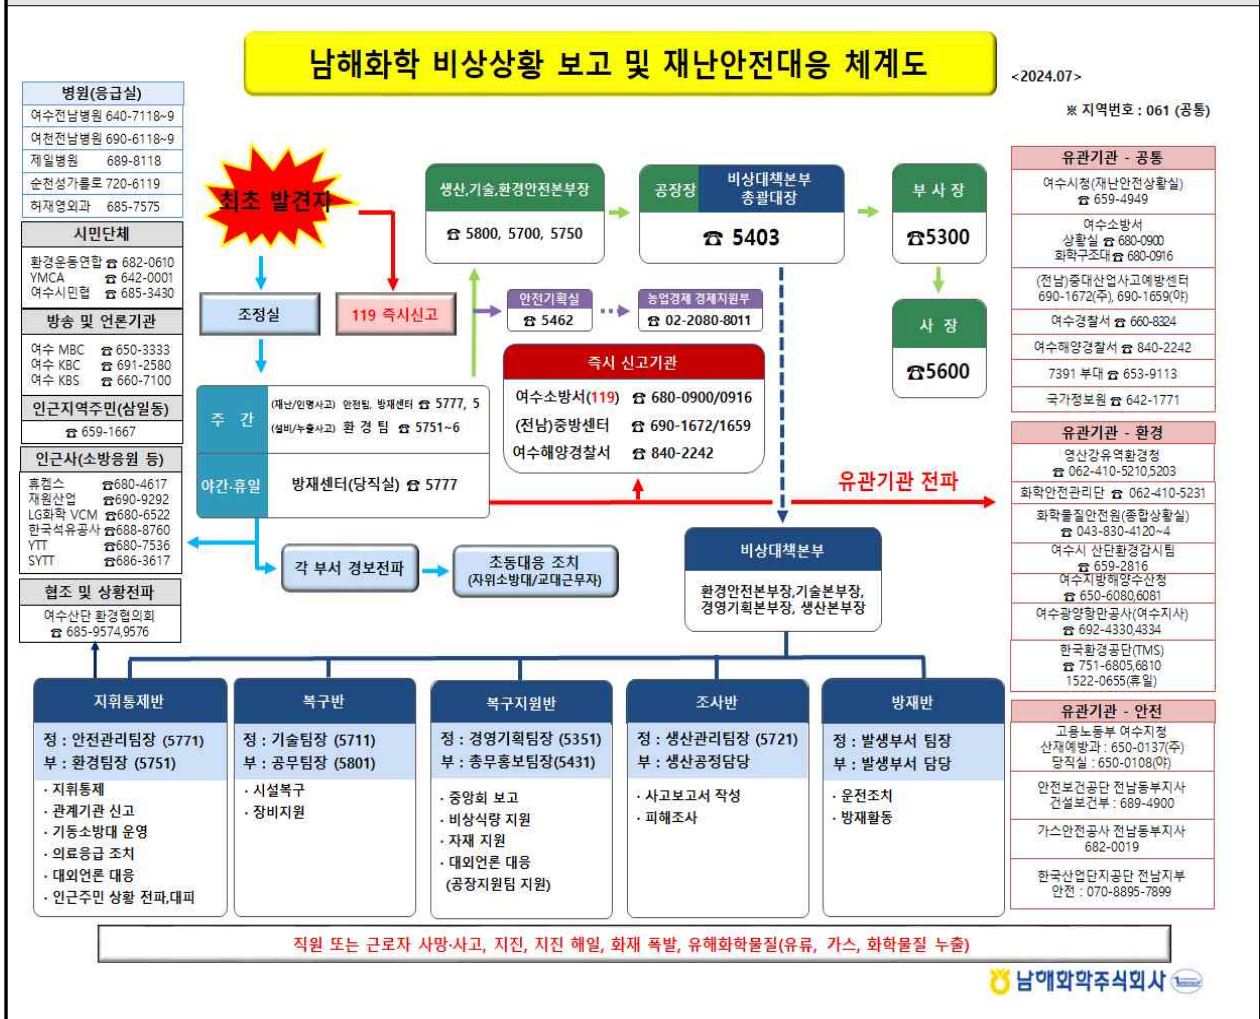 남해화학 비상상황 보고 및 재난안전대응 체계도
<2024.07>
※ 지역번호 : 061 (공통)
병원(응급실)
여수전남병원 640-7118~9
여천전남병원 690-6118~9
제일병원 689-8118
순천성가롤로 720-6119
허재영외과 685-7575
시민단체
환경운동연합 ☎ 682-0610
YMCA ☎ 642-0001
여수시민협 ☎ 685-3430
방송 및 언론기관
여수 MBC ☎ 650-3333
여수 KBC ☎ 691-2580
여수 KBS ☎ 660-7100
인근지역주민(삼일동)
☎ 659-1667
인근사(소방응원 등)
휴켐스 ☎680-4617
재원산업 ☎690-9292
LG화학 VCM ☎680-6522
한국석유공사 ☎688-8760
YTT ☎680-7536
SYTT ☎686-3617
협조 및 상황전파
여수산단 환경협의회
☎ 685-9574,9576
최초 발견자
조정실
119 즉시신고
생산,기술,환경안전본부장
☎ 5800, 5700, 5750
공장장
비상대책본부
총괄대장
☎ 5403
부 사 장
☎5300
사 장
☎5600
안전기획실
☎ 5462
농업경제 경제지원부
☎ 02-2080-8011
즉시 신고기관
여수소방서(119) ☎ 680-0900/0916
(전남)중방센터 ☎ 690-1672/1659
여수해양경찰서 ☎ 840-2242
주 간
(재난/인명사고) 안전팀, 방재센터 ☎ 5777, 5
(설비/누출사고) 환 경 팀 ☎ 5751~6
야간·휴일
방재센터(당직실) ☎ 5777
유관기관 전파
각 부서 경보전파
초동대응 조치
(자위소방대/교대근무자)
비상대책본부
환경안전본부장,기술본부장,
경영기획본부장, 생산본부장
지휘통제반
정 : 안전관리팀장 (5771)
부 : 환경팀장 (5751)
· 지휘통제
· 관계기관 신고
· 기동소방대 운영
· 의료응급 조치
· 대외언론 대응
· 인근주민 상황 전파,대피
복구반
정 : 기술팀장 (5711)
부 : 공무팀장 (5801)
· 시설복구
· 장비지원
복구지원반
정 : 경영기획팀장 (5351)
부 : 총무홍보팀장(5431)
· 중앙회 보고
· 비상식량 지원
· 자재 지원
· 대외언론 대응
(공장지원팀 지원)
조사반
정 : 생산관리팀장 (5721)
부 : 생산공정담당
· 사고보고서 작성
· 피해조사
방재반
정 : 발생부서 팀장
부 : 발생부서 담당
· 운전조치
· 방재활동
유관기관 - 공통
여수시청(재난안전상황실)
☎ 659-4949
여수소방서
상황실 ☎ 680-0900
화학구조대 ☎ 680-0916
(전남)중대산업사고예방센터
690-1672(주), 690-1659(야)
여수경찰서 ☎ 660-8324
여수해양경찰서 ☎ 840-2242
7391 부대 ☎ 653-9113
국가정보원 ☎ 642-1771
유관기관 - 환경
영산강유역환경청
☎ 062-410-5210,5203
화학안전관리단 ☎ 062-410-5231
화학물질안전원(종합상황실)
☎ 043-830-4120~4
여수시 산단환경감시팀
☎ 659-2816
여수지방해양수산청
☎ 650-6080,6081
여수광양항만공사(여수지사)
☎ 692-4330,4334
한국환경공단(TMS)
☎ 751-6805,6810
1522-0655(휴일)
유관기관 - 안전
고용노동부 여수지청
산재예방과 : 650-0137(주)
당직실 : 650-0108(야)
안전보건공단 전남동부지사
건설보건부 : 689-4900
가스안전공사 전남동부지사
682-0019
한국산업단지공단 전남지부
안전 : 070-8895-7899
직원 또는 근로자 사망·사고, 지진, 지진 해일, 화재 폭발, 유해화학물질(유류, 가스, 화학물질 누출)
남해화학주식회사